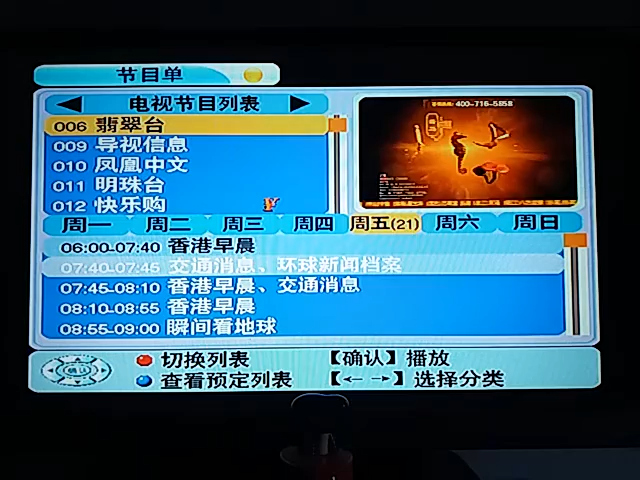 节目单
电视节目列表
006 翡翠台
009 导视信息
010 凤凰中文
011 明珠台
012 快乐购
400-716-5858
周一 周二 周三 周四 周五(21) 周六 周日
06:00-07:40 香港早晨
07:40-07:45 交通消息、环球新闻档案
07:45-08:10 香港早晨、交通消息
08:10-08:55 香港早晨
08:55-09:00 瞬间看地球
确认
切换列表 【确认】播放
查看预定列表 【← →】选择分类